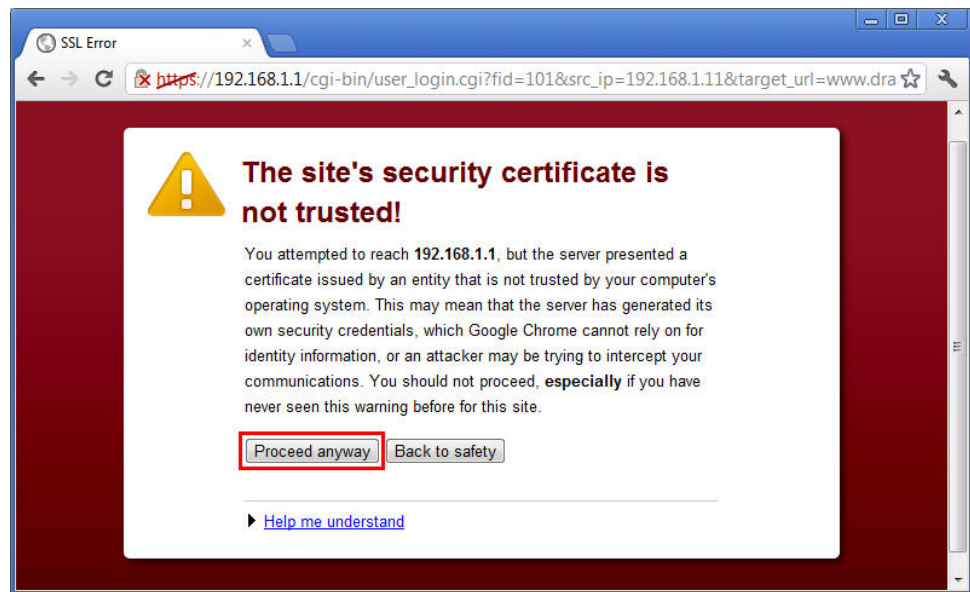 SSL Error
https://192.168.1.1/cgi-bin/user_login.cgi?fid=101&src_ip=192.168.1.11&target_url=www.dra
The site's security certificate is
not trusted!
You attempted to reach 192.168.1.1, but the server presented a
certificate issued by an entity that is not trusted by your computer's
operating system. This may mean that the server has generated its
own security credentials, which Google Chrome cannot rely on for
identity information, or an attacker may be trying to intercept your
communications. You should not proceed, especially if you have
never seen this warning before for this site.
Proceed anyway Back to safety
Help me understand